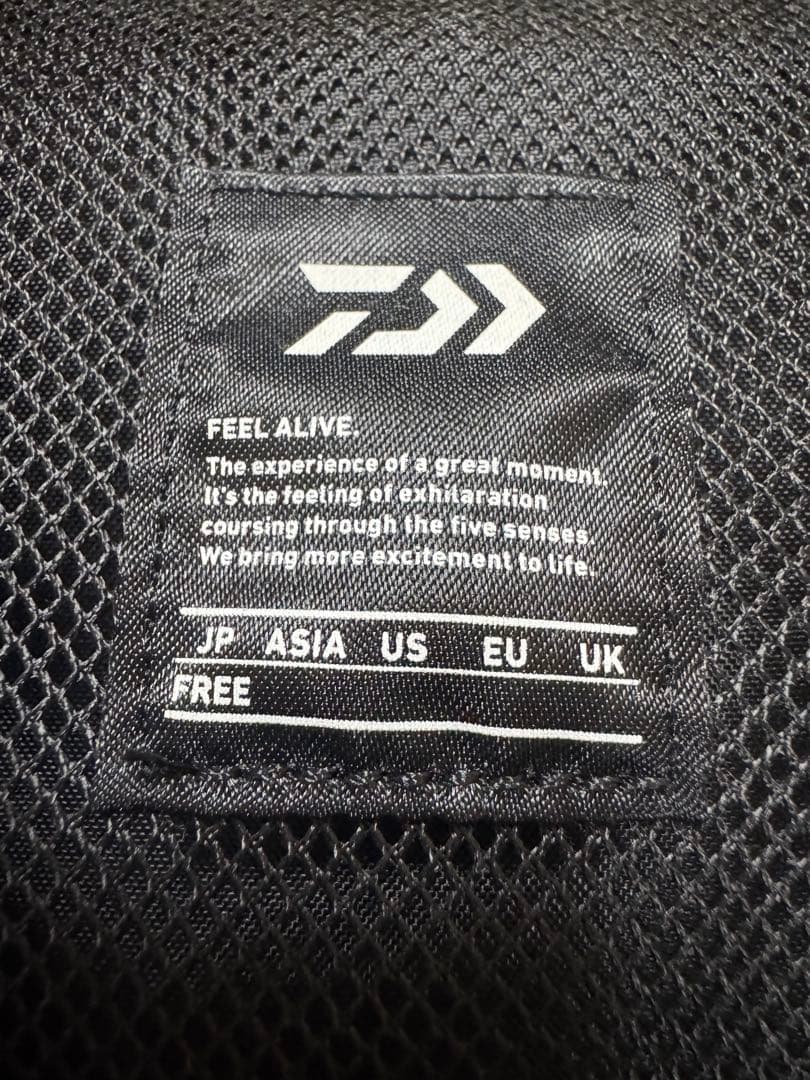 FEEL ALIVE.
The experience of a great moment.
It's the feeling of exhilaration
coursing through the five senses.
We bring more excitement to life.
JP ASIA US EU UK
FREE